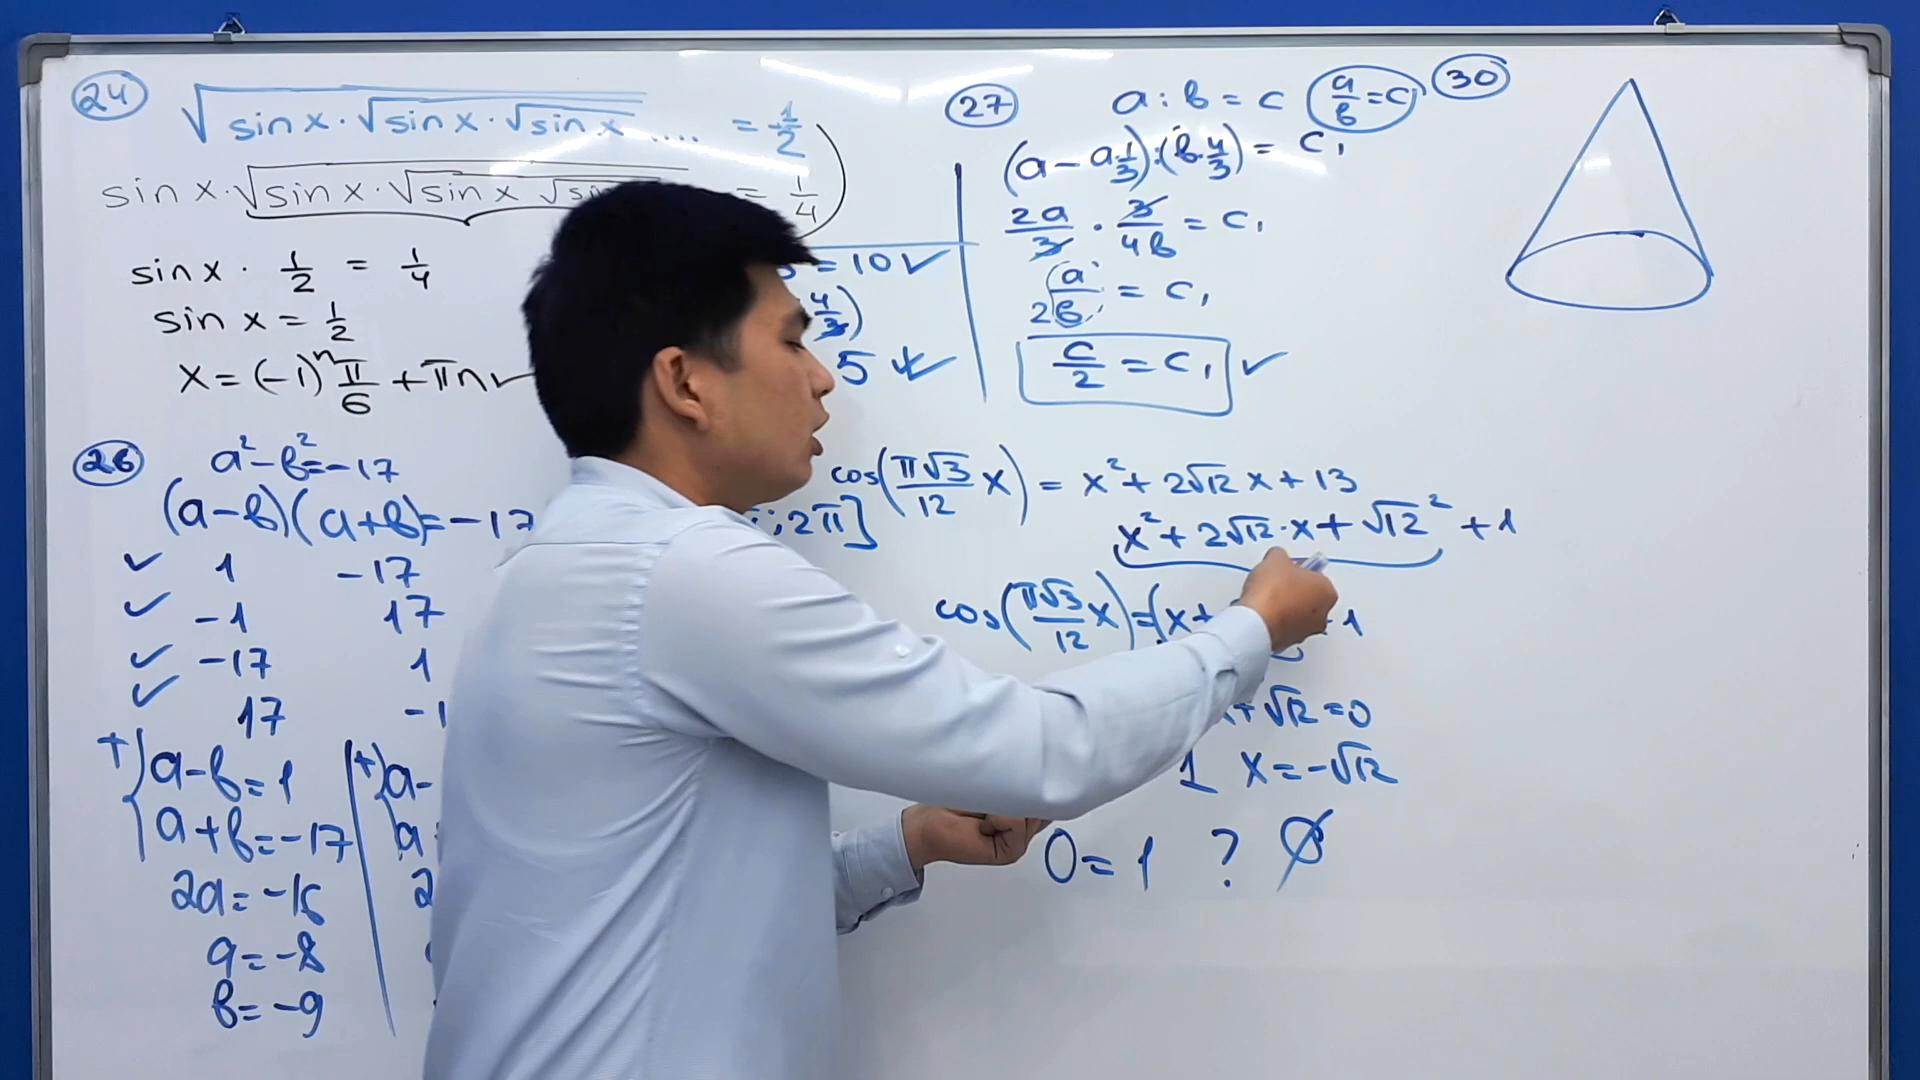 24
√(sin x · √(sin x · √(sin x .... = 1/2
sin x · √(sin x · √(sin x √sin = 1/4
sin x · 1/2 = 1/4
sin x = 1/2
x = (-1)ⁿ π/6 + πn ✓
= 10 ✓
4/3)
5 ✓
27
a : b = c
a/b = c
(a - a·1/3) : (b·4/3) = c₁
2a/3 · 3/4b = c₁
a/2b = c₁
c/2 = c₁ ✓
30
26
a² - b² = -17
(a-b)(a+b) = -17
✓ 1 -17
✓ -1 17
✓ -17 1
✓ 17 -1
+ { a-b = 1
a+b = -17
2a = -16
a = -8
b = -9
+ } a-
a
2
; 2π]
cos(π√3/12 x) = x² + 2√12 x + 13
x² + 2√12 · x + √12² + 1
cos(π√3/12 x) = (x+ 1
+ √12 = 0
1 x = -√12
0 = 1 ? ∅